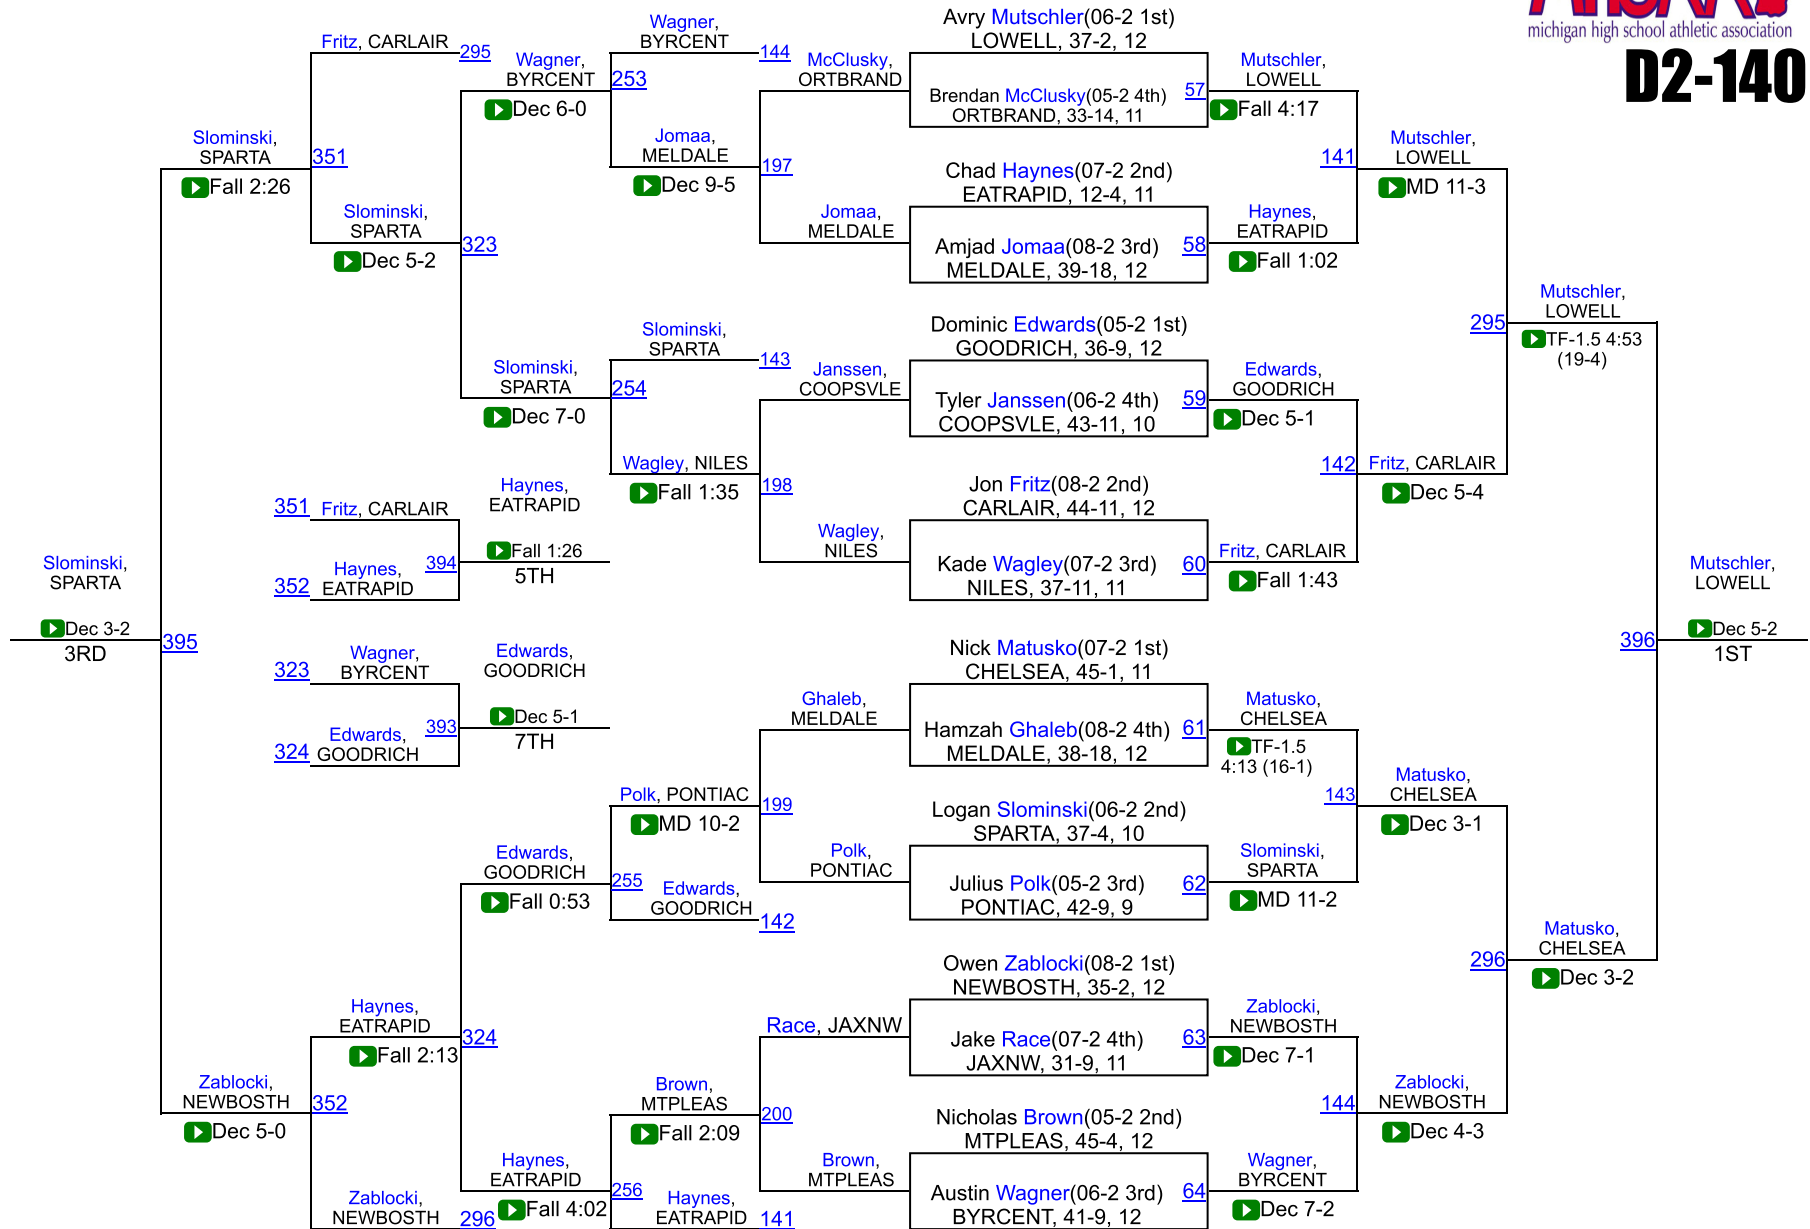 michigan high school athletic association
D2-140
Fritz, CARLAIR
295
Wagner,
BYRCENT
Dec 6-0
Wagner,
BYRCENT
144
253
Jomaa,
MELDALE
Dec 9-5
McClusky,
ORTBRAND
197
Jomaa,
MELDALE
Slominski,
SPARTA
Fall 2:26
351
Slominski,
SPARTA
Dec 5-2
323
Slominski,
SPARTA
Dec 7-0
Slominski,
SPARTA
143
254
Wagley, NILES
Fall 1:35
Janssen,
COOPSVLE
198
Wagley,
NILES
351
Fritz, CARLAIR
352
Haynes,
EATRAPID
394
Haynes,
EATRAPID
Fall 1:26
5TH
Slominski,
SPARTA
Dec 3-2
3RD
395
323
Wagner,
BYRCENT
324
Edwards,
GOODRICH
393
Edwards,
GOODRICH
Dec 5-1
7TH
Ghaleb,
MELDALE
Polk, PONTIAC
MD 10-2
199
Polk,
PONTIAC
Edwards,
GOODRICH
Fall 0:53
255
Edwards,
GOODRICH
142
Haynes,
EATRAPID
Fall 2:13
324
Zablocki,
NEWBOSTH
Dec 5-0
352
Zablocki,
NEWBOSTH
296
Haynes,
EATRAPID
Fall 4:02
Brown,
MTPLEAS
Fall 2:09
256
Haynes,
EATRAPID
141
Race, JAXNW
200
Brown,
MTPLEAS
Avry Mutschler(06-2 1st)
LOWELL, 37-2, 12
Brendan McClusky(05-2 4th)
ORTBRAND, 33-14, 11
57
Mutschler,
LOWELL
Fall 4:17
Chad Haynes(07-2 2nd)
EATRAPID, 12-4, 11
Amjad Jomaa(08-2 3rd)
MELDALE, 39-18, 12
58
Haynes,
EATRAPID
Fall 1:02
141
Mutschler,
LOWELL
MD 11-3
Dominic Edwards(05-2 1st)
GOODRICH, 36-9, 12
Tyler Janssen(06-2 4th)
COOPSVLE, 43-11, 10
59
Edwards,
GOODRICH
Dec 5-1
Jon Fritz(08-2 2nd)
CARLAIR, 44-11, 12
Kade Wagley(07-2 3rd)
NILES, 37-11, 11
60
Fritz, CARLAIR
Fall 1:43
142
Fritz, CARLAIR
Dec 5-4
295
Mutschler,
LOWELL
TF-1.5 4:53
(19-4)
Nick Matusko(07-2 1st)
CHELSEA, 45-1, 11
Hamzah Ghaleb(08-2 4th)
MELDALE, 38-18, 12
61
Matusko,
CHELSEA
TF-1.5
4:13 (16-1)
Logan Slominski(06-2 2nd)
SPARTA, 37-4, 10
Julius Polk(05-2 3rd)
PONTIAC, 42-9, 9
62
Slominski,
SPARTA
MD 11-2
143
Matusko,
CHELSEA
Dec 3-1
Owen Zablocki(08-2 1st)
NEWBOSTH, 35-2, 12
Jake Race(07-2 4th)
JAXNW, 31-9, 11
63
Zablocki,
NEWBOSTH
Dec 7-1
Nicholas Brown(05-2 2nd)
MTPLEAS, 45-4, 12
Austin Wagner(06-2 3rd)
BYRCENT, 41-9, 12
64
Wagner,
BYRCENT
Dec 7-2
144
Zablocki,
NEWBOSTH
Dec 4-3
296
Matusko,
CHELSEA
Dec 3-2
396
Mutschler,
LOWELL
Dec 5-2
1ST